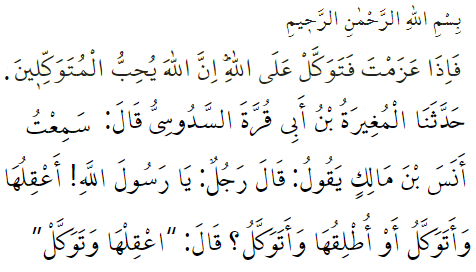 بِسْمِ اللهِ الرَّحْمٰنِ الرَّحٖيمِ
فَاِذَا عَزَمْتَ فَتَوَكَّلْ عَلَى اللهِؕ اِنَّ اللهَ يُحِبُّ الْمُتَوَكِّلٖينَ.
حَدَّثَنَا الْمُغِيرَةُ بْنُ أَبِى قُرَّةَ السَّدُوسِىُّ قَالَ: سَمِعْتُ
أَنَسَ بْنَ مَالِكٍ يَقُولُ: قَالَ رَجُلٌ: يَا رَسُولَ اللَّهِ! أَعْقِلُهَا
وَأَتَوَكَّلُ أَوْ أُطْلِقُهَا وَأَتَوَكَّلُ؟ قَالَ: ”اعْقِلْهَا وَتَوَكَّلْ”